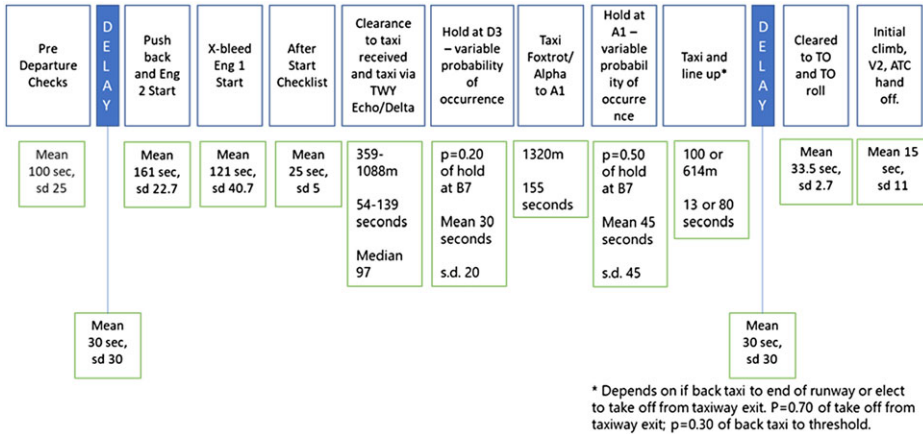 Pre
Departure
Checks
D
E
L
A
Y
Push
back
and Eng
2 Start
X-bleed
Eng 1
Start
After
Start
Checklist
Clearance
to taxi
received
and taxi via
TWY
Echo/Delta
Hold at D3
– variable
probability
of
occurrence
Taxi
Foxtrot/
Alpha
to A1
Hold at
A1 –
variable
probabil
ity of
occurre
nce
Taxi and
line up*
D
E
L
A
Y
Cleared
to TO
and TO
roll
Initial
climb,
V2, ATC
hand
off.
Mean
100 sec,
sd 25
Mean
161 sec,
sd 22.7
Mean
121 sec,
sd 40.7
Mean
25 sec,
sd 5
359-
1088m
54-139
seconds
Median
97
p=0.20
of hold
at B7
Mean 30
seconds
s.d. 20
1320m
155
seconds
p=0.50
of hold
at B7
Mean 45
seconds
s.d. 45
100 or
614m
13 or 80
seconds
Mean
33.5 sec,
sd 2.7
Mean 15
sec,
sd 11
Mean
30 sec,
sd 30
Mean
30 sec,
sd 30
* Depends on if back taxi to end of runway or elect
to take off from taxiway exit. P=0.70 of take off from
taxiway exit; p=0.30 of back taxi to threshold.